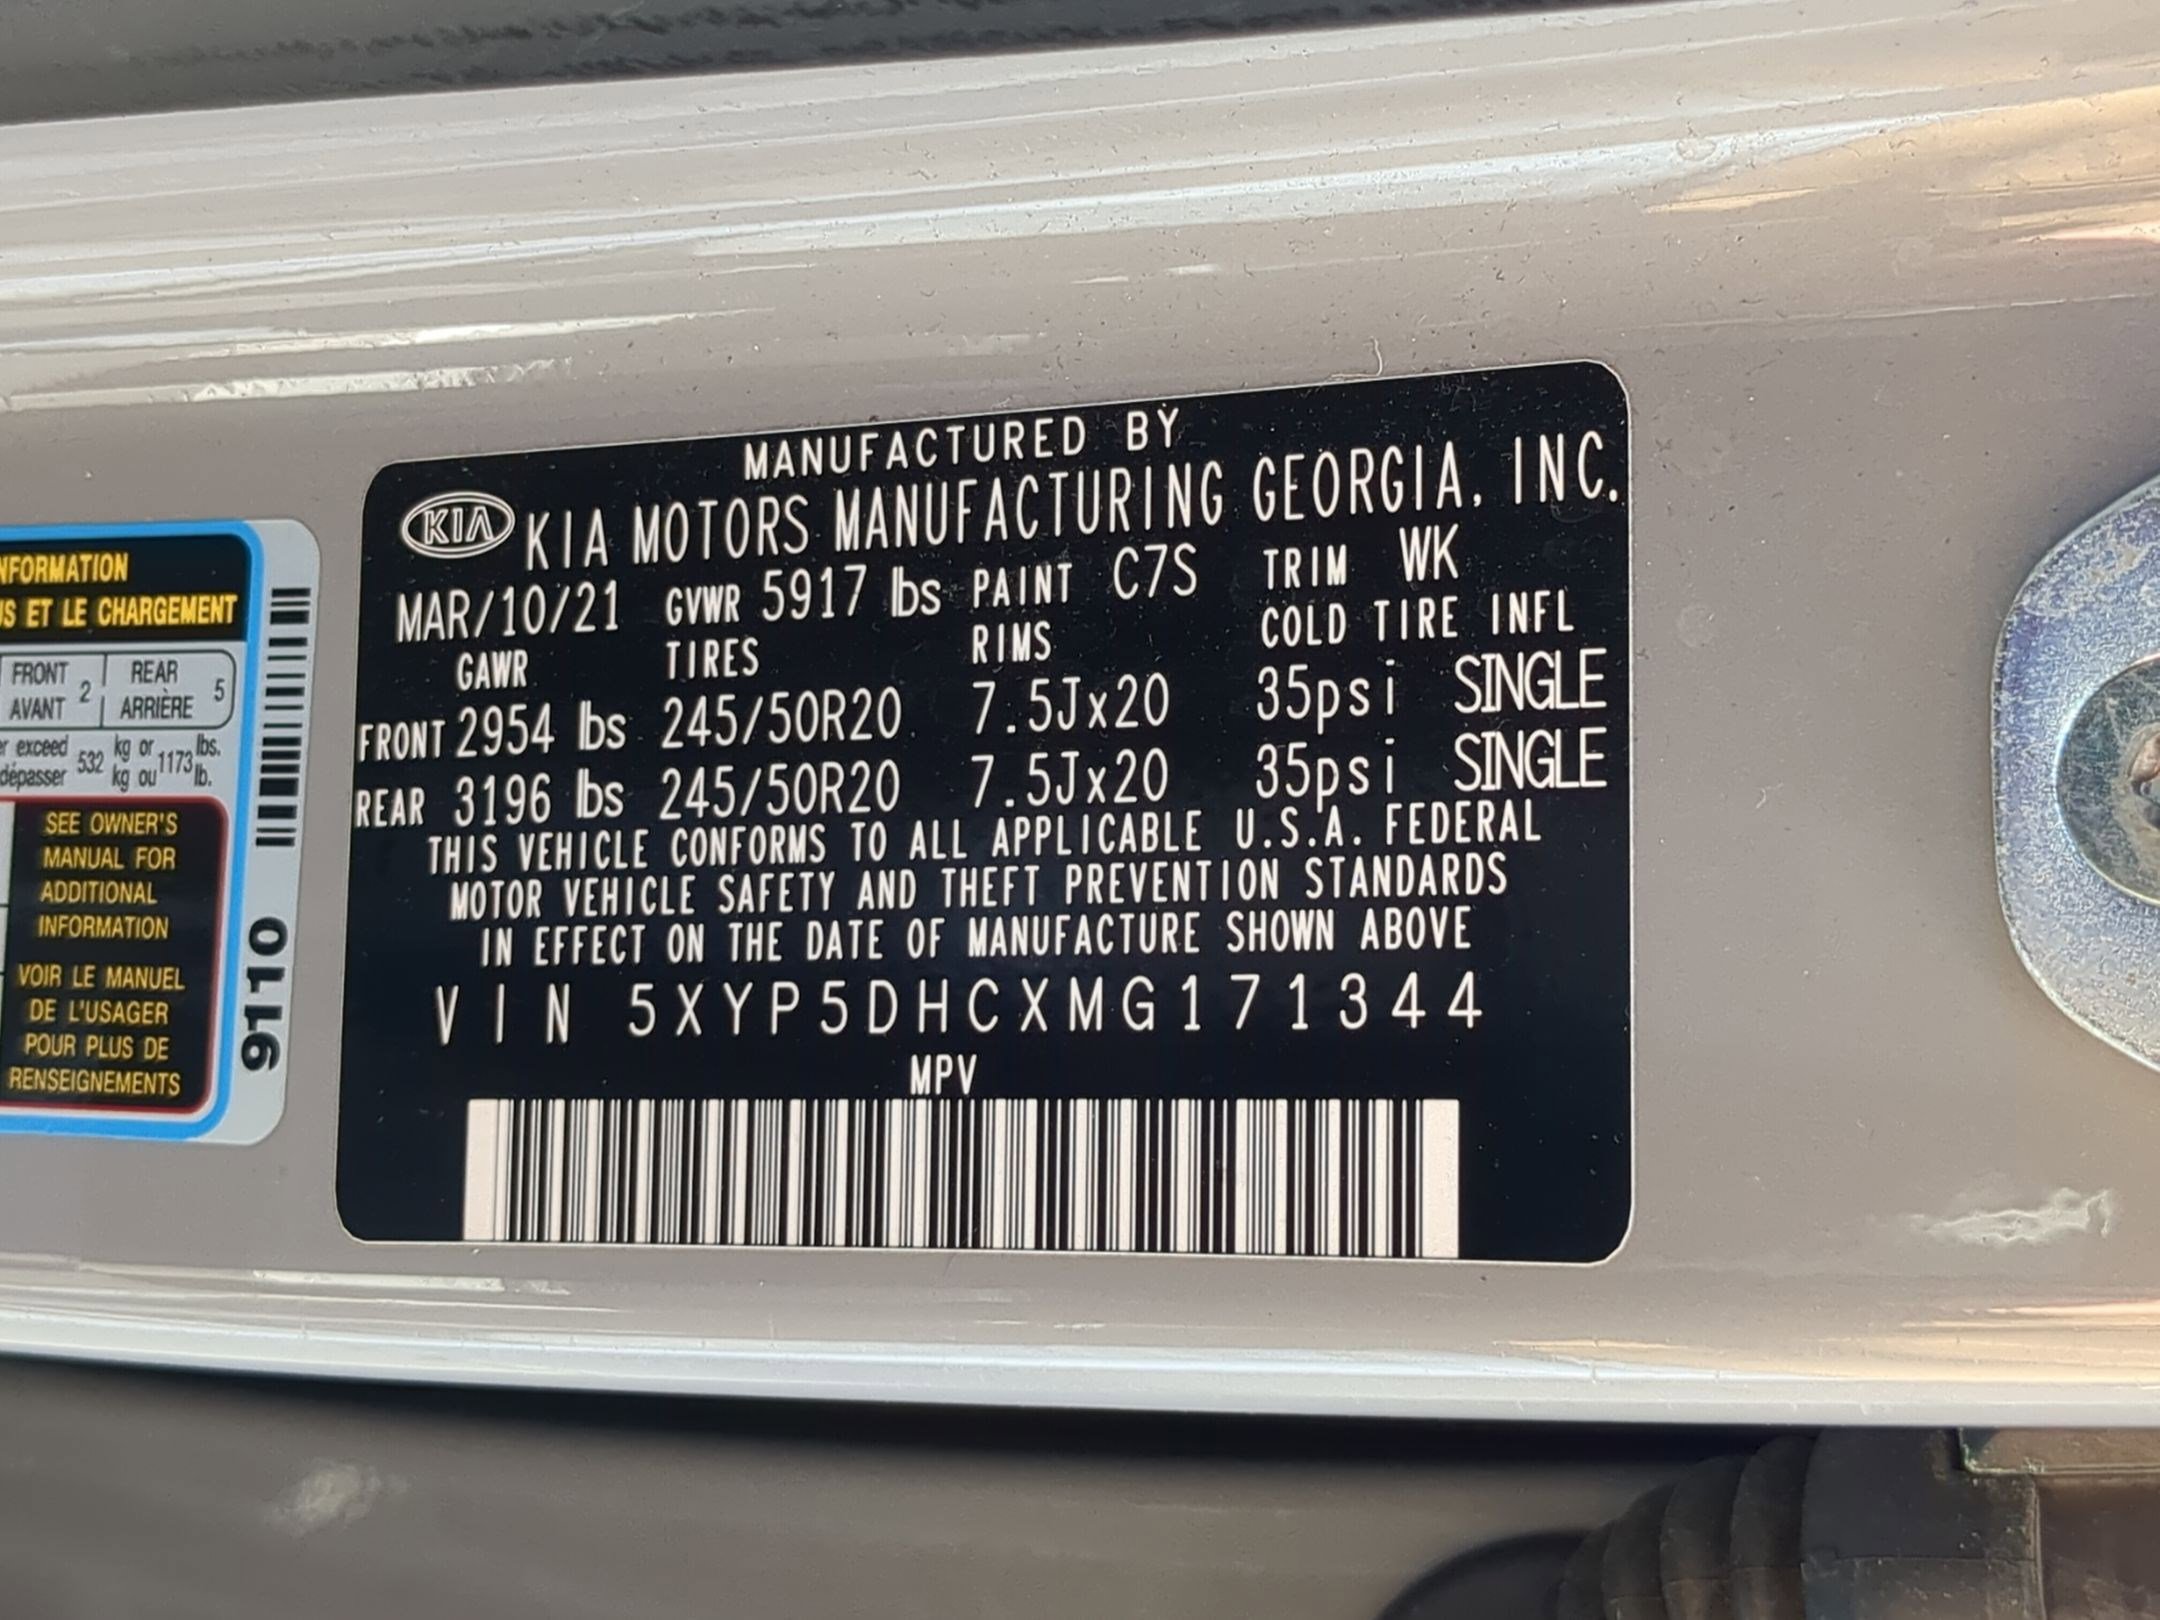 NFORMATION
US ET LE CHARGEMENT
FRONT 2 REAR 5
AVANT ARRIÈRE
er exceed 532 kg or 1173 lbs.
dépasser kg ou lb.
SEE OWNER'S
MANUAL FOR
ADDITIONAL
INFORMATION
VOIR LE MANUEL
DE L'USAGER
POUR PLUS DE
RENSEIGNEMENTS
9110
MANUFACTURED BY
KIA KIA MOTORS MANUFACTURING GEORGIA, INC.
MAR/10/21 GVWR 5917 lbs PAINT C7S TRIM WK
GAWR TIRES RIMS COLD TIRE INFL
FRONT 2954 lbs 245/50R20 7.5Jx20 35psi SINGLE
REAR 3196 lbs 245/50R20 7.5Jx20 35psi SINGLE
THIS VEHICLE CONFORMS TO ALL APPLICABLE U.S.A. FEDERAL
MOTOR VEHICLE SAFETY AND THEFT PREVENTION STANDARDS
IN EFFECT ON THE DATE OF MANUFACTURE SHOWN ABOVE
VIN 5XYP5DHCXMG171344
MPV